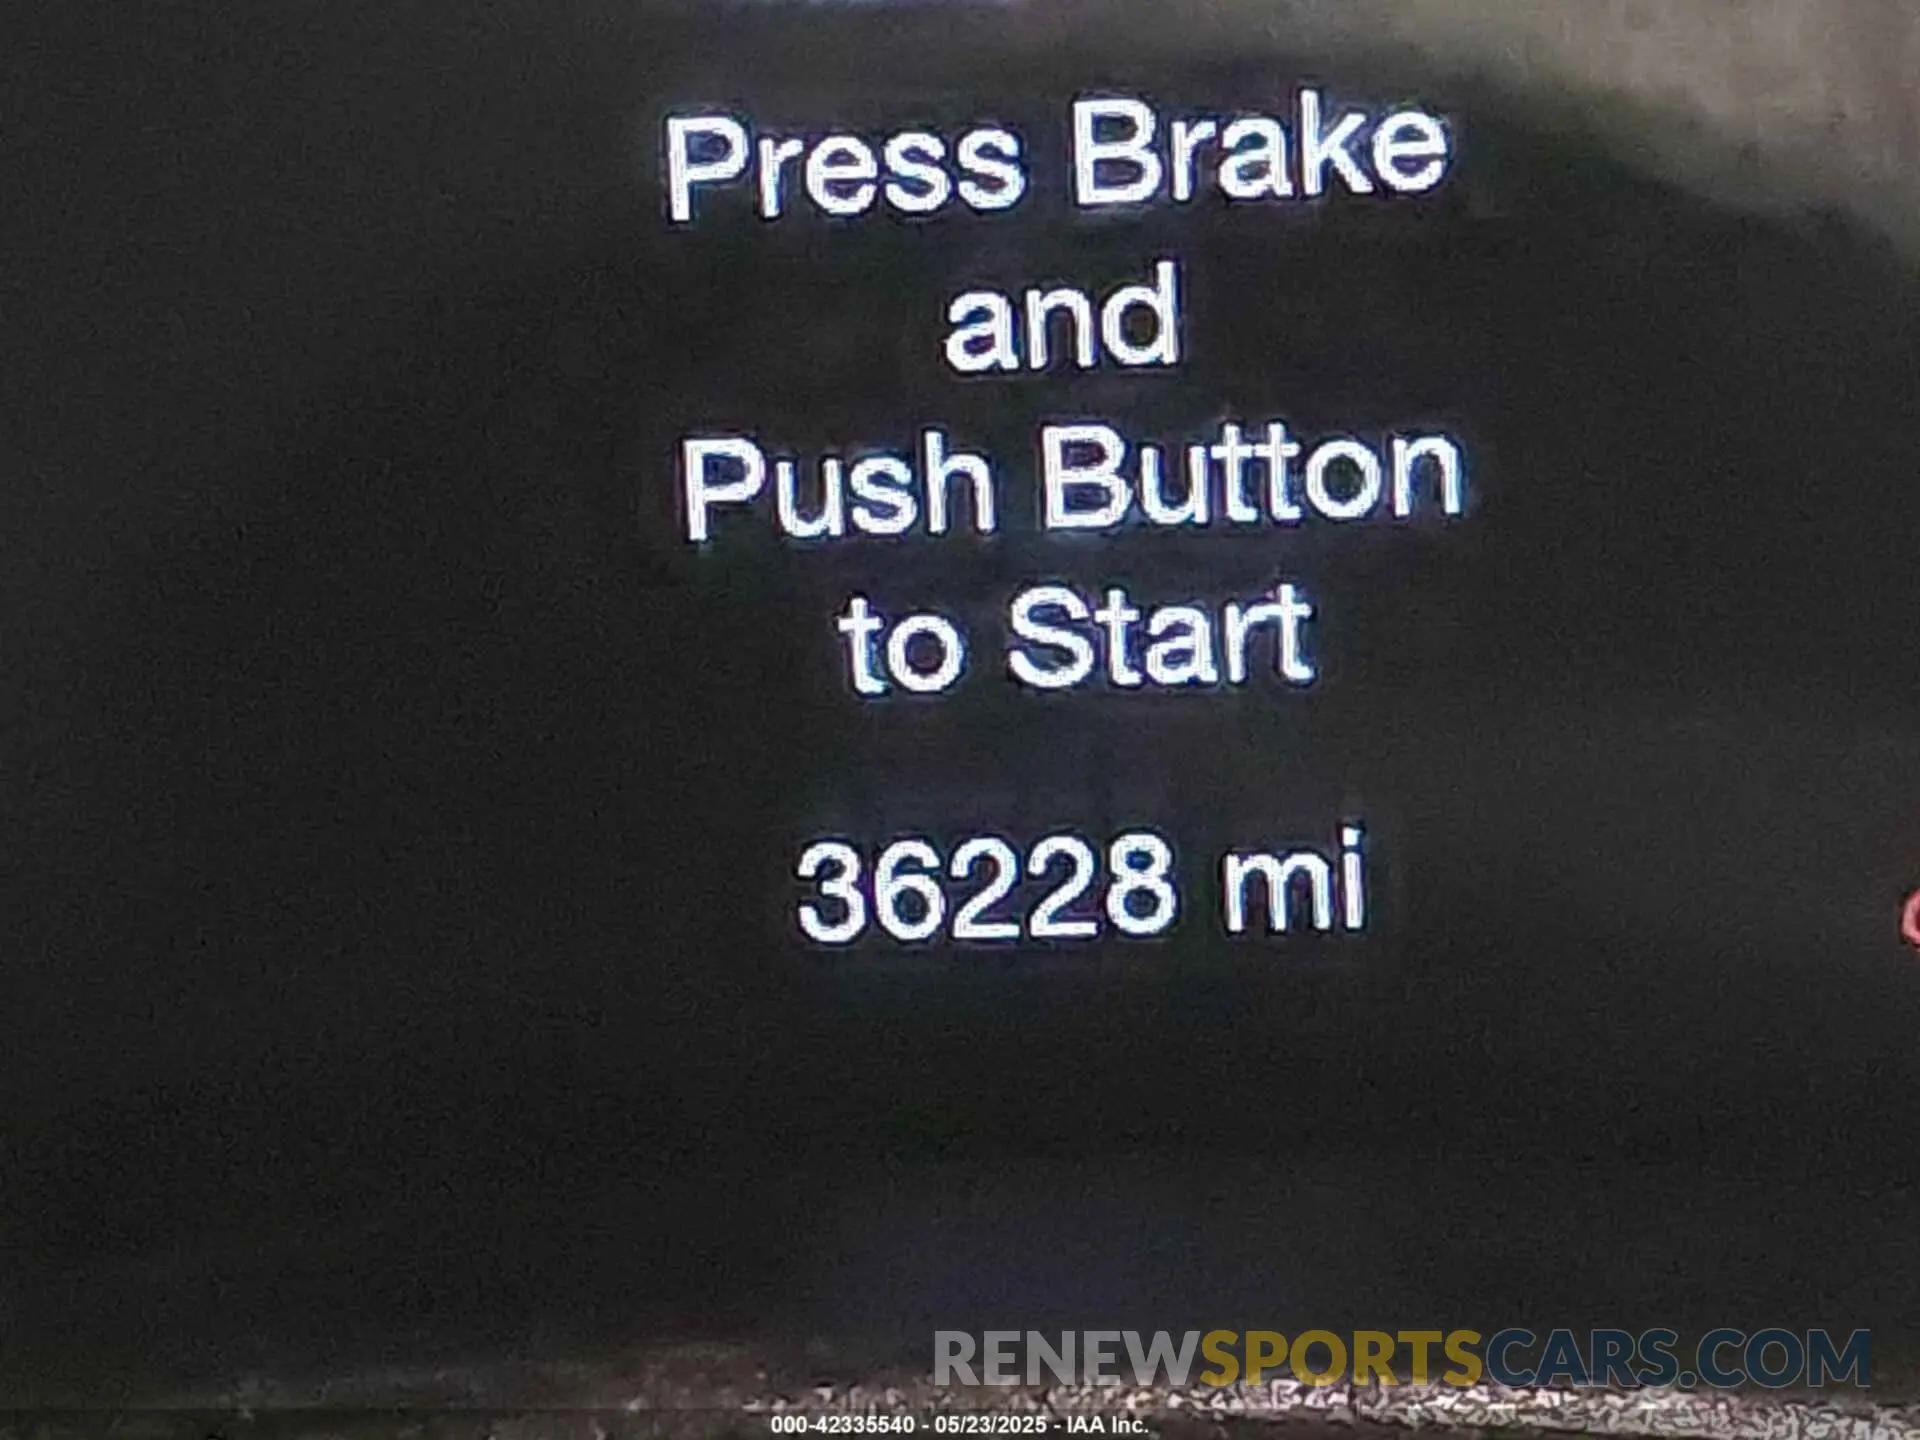 Press Brake
and
Push Button
to Start
36228 mi
RENEWSPORTSCARS.COM
000-42335540 - 05/23/2025 - IAA Inc.